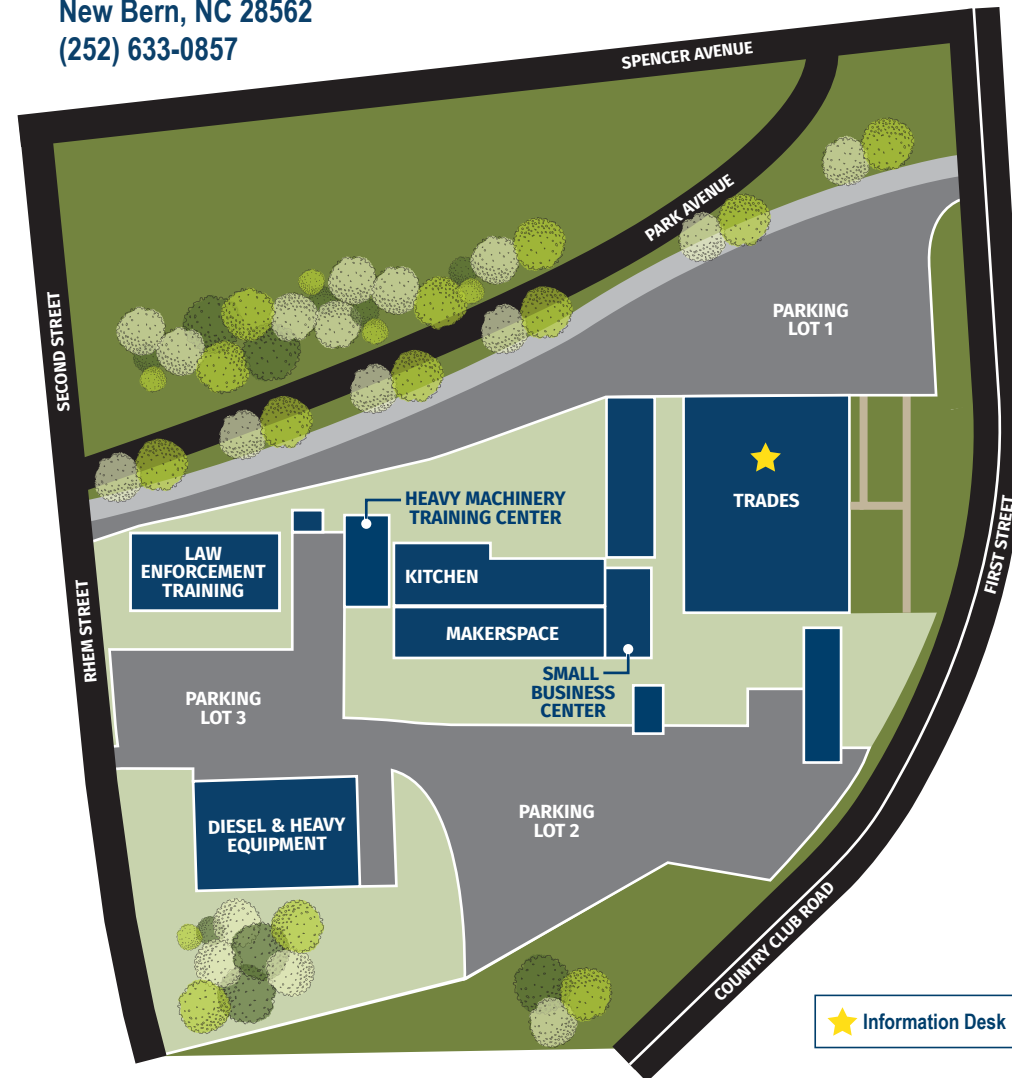 New Bern, NC 28562
(252) 633-0857
SPENCER AVENUE
PARK AVENUE
SECOND STREET
PARKING
LOT 1
HEAVY MACHINERY
TRAINING CENTER
TRADES
LAW
ENFORCEMENT
TRAINING
KITCHEN
FIRST STREET
RHEM STREET
MAKERSPACE
SMALL
BUSINESS
CENTER
PARKING
LOT 3
PARKING
LOT 2
DIESEL & HEAVY
EQUIPMENT
COUNTRY CLUB ROAD
Information Desk